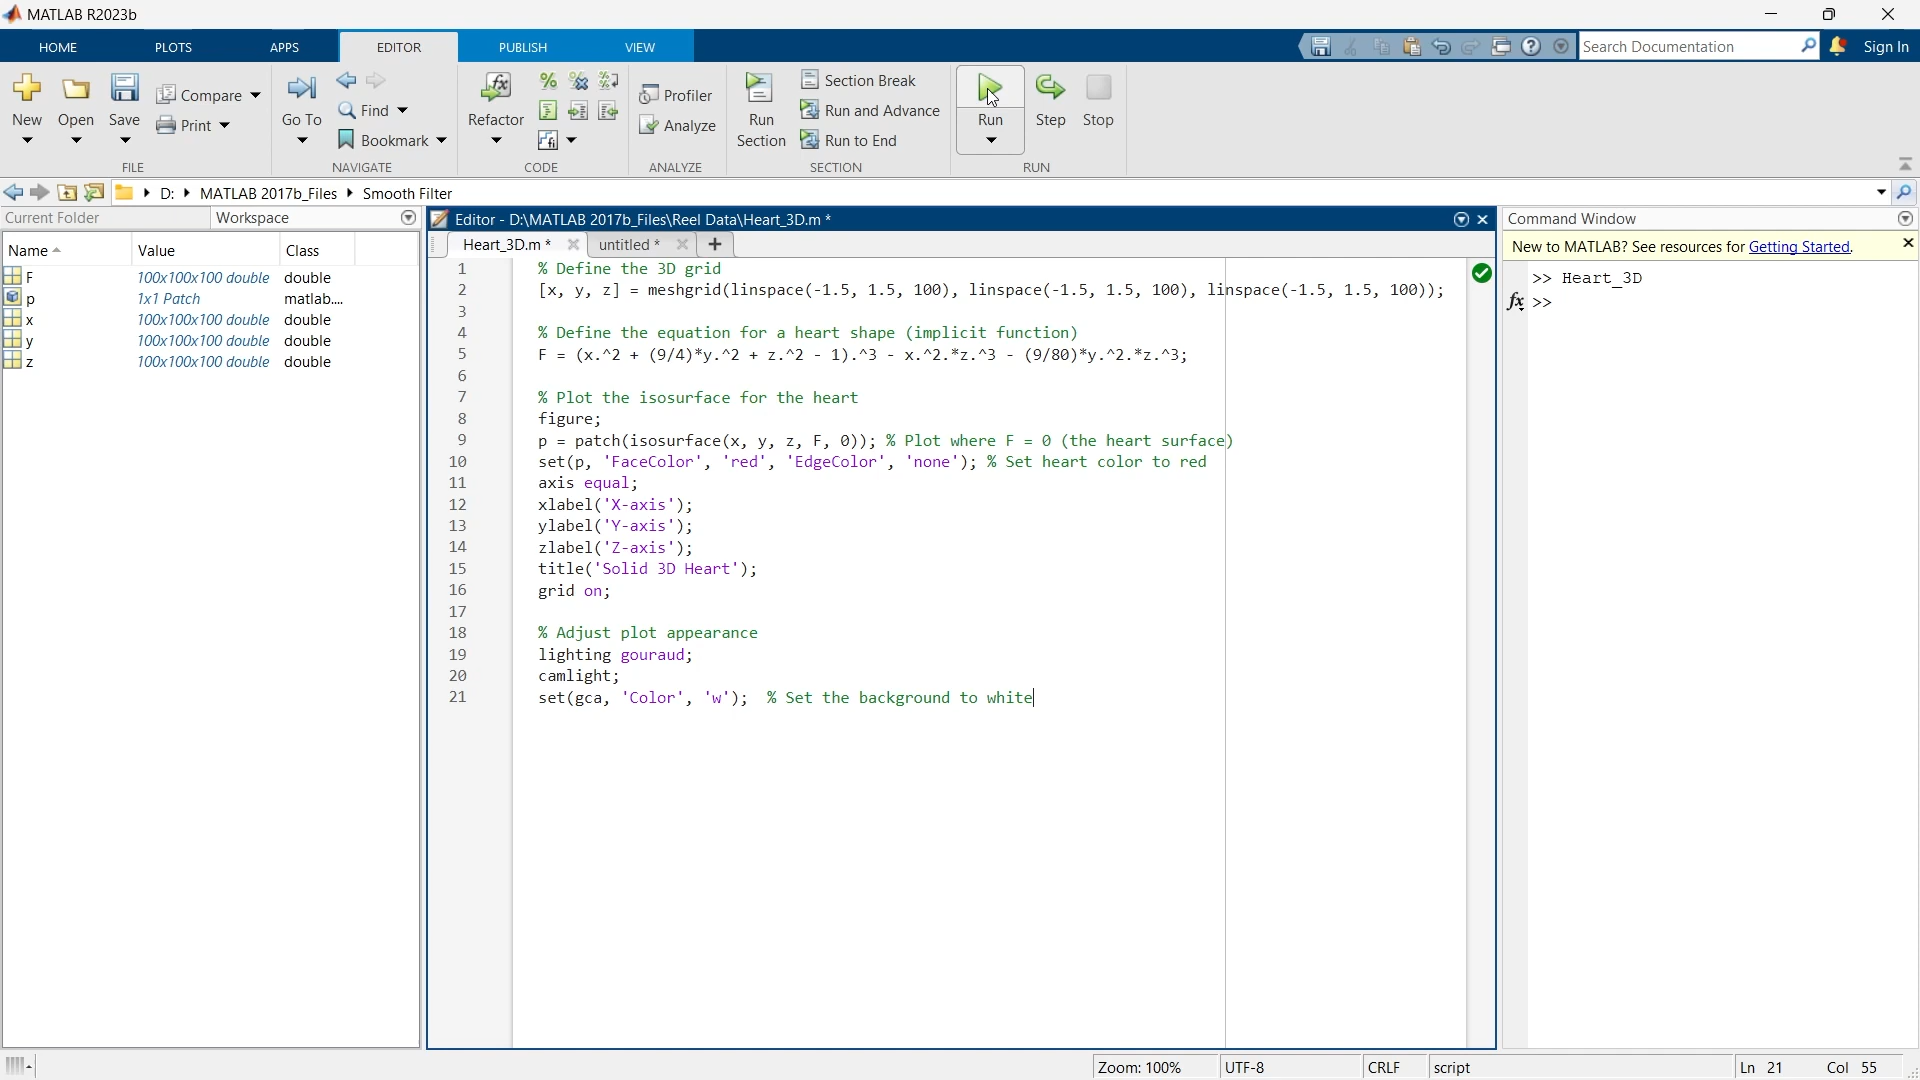 MATLAB R2023b
HOME PLOTS APPS EDITOR PUBLISH VIEW
Search Documentation
Sign In
New Open Save Compare Print
FILE
Go To Find Bookmark
NAVIGATE
Refactor
CODE
Profiler
Analyze
ANALYZE
Run Section
Section Break
Run and Advance
Run to End
SECTION
Run Step Stop
RUN
D: MATLAB 2017b_Files Smooth Filter
Current Folder
Workspace
Name Value Class
F 100x100x100 double double
p 1x1 Patch matlab....
x 100x100x100 double double
y 100x100x100 double double
z 100x100x100 double double
Editor - D:\MATLAB 2017b_Files\Reel Data\Heart_3D.m *
Heart_3D.m * untitled *
1 % Define the 3D grid
2 [x, y, z] = meshgrid(linspace(-1.5, 1.5, 100), linspace(-1.5, 1.5, 100), linspace(-1.5, 1.5, 100));
3
4 % Define the equation for a heart shape (implicit function)
5 F = (x.^2 + (9/4)*y.^2 + z.^2 - 1).^3 - x.^2.*z.^3 - (9/80)*y.^2.*z.^3;
6
7 % Plot the isosurface for the heart
8 figure;
9 p = patch(isosurface(x, y, z, F, 0)); % Plot where F = 0 (the heart surface)
10 set(p, 'FaceColor', 'red', 'EdgeColor', 'none'); % Set heart color to red
11 axis equal;
12 xlabel('X-axis');
13 ylabel('Y-axis');
14 zlabel('Z-axis');
15 title('Solid 3D Heart');
16 grid on;
17
18 % Adjust plot appearance
19 lighting gouraud;
20 camlight;
21 set(gca, 'Color', 'w'); % Set the background to white
Command Window
New to MATLAB? See resources for Getting Started.
>> Heart_3D
fx >>
Zoom: 100% UTF-8 CRLF script Ln 21 Col 55